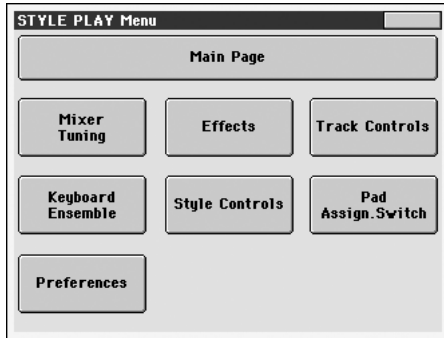 STYLE PLAY Menu
Main Page
Mixer
Tuning
Effects
Track Controls
Keyboard
Ensemble
Style Controls
Pad
Assign.Switch
Preferences